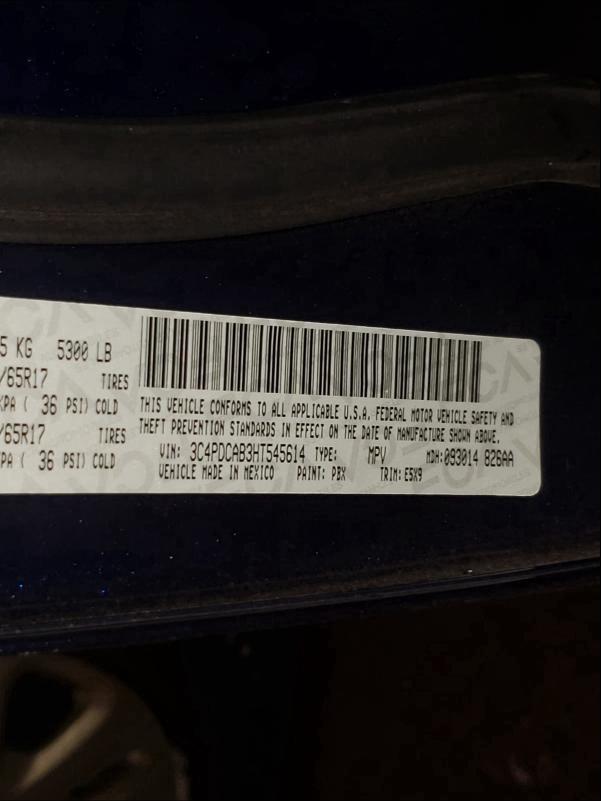 5 KG 5300 LB
/65R17 TIRES
KPA ( 36 PSI) COLD
/65R17 TIRES
KPA ( 36 PSI) COLD
THIS VEHICLE CONFORMS TO ALL APPLICABLE U.S.A. FEDERAL MOTOR VEHICLE SAFETY AND
THEFT PREVENTION STANDARDS IN EFFECT ON THE DATE OF MANUFACTURE SHOWN ABOVE.
VIN: 3C4PDCAB3HT545614 TYPE: MPV MDH: 093014 826AA
VEHICLE MADE IN MEXICO PAINT: PBX TRIM: E5X9